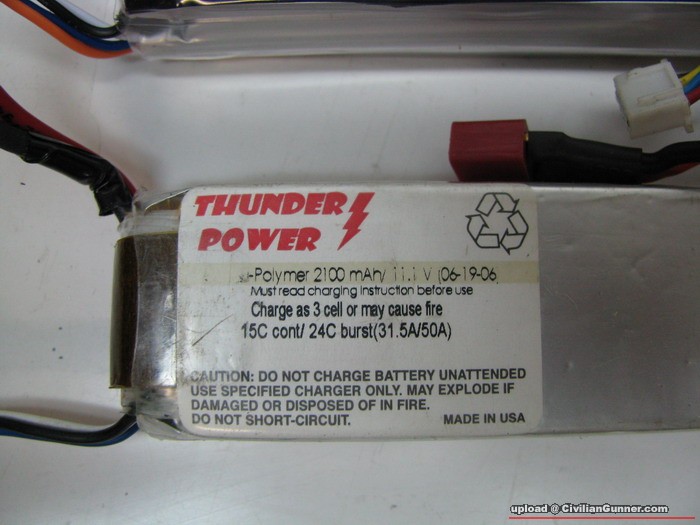 THUNDER
POWER
-Polymer 2100 mAh/ 11.1 V (06-19-06)
Must read charging instruction before use
Charge as 3 cell or may cause fire
15C cont/ 24C burst(31.5A/50A)
CAUTION: DO NOT CHARGE BATTERY UNATTENDED
USE SPECIFIED CHARGER ONLY. MAY EXPLODE IF
DAMAGED OR DISPOSED OF IN FIRE.
DO NOT SHORT-CIRCUIT. MADE IN USA
upload @ CivilianGunner.com